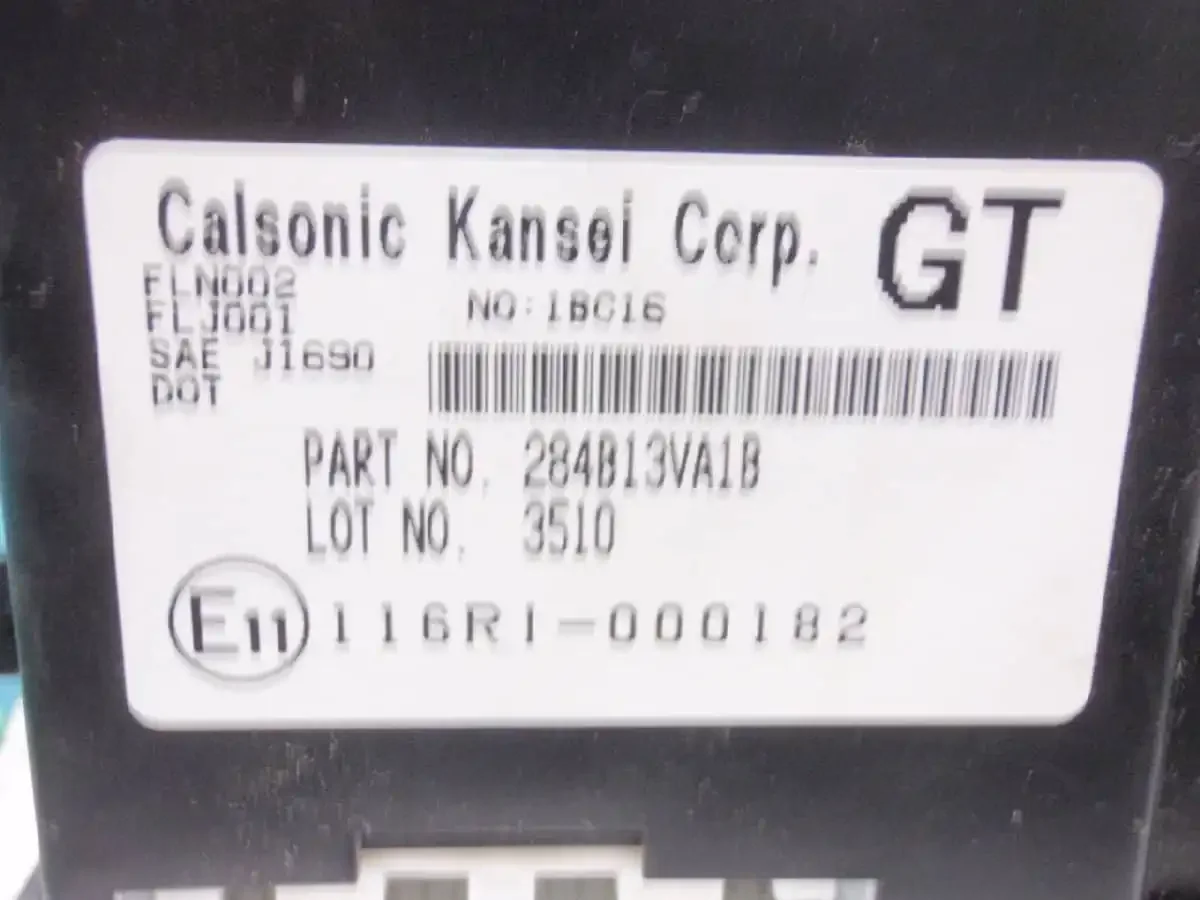 Calsonic Kansei Corp. GT
FLN002
FLJ001
NO:1BC16
SAE J1690
DOT
PART NO. 284B13VA1B
LOT NO. 3510
E11 116RI-000182